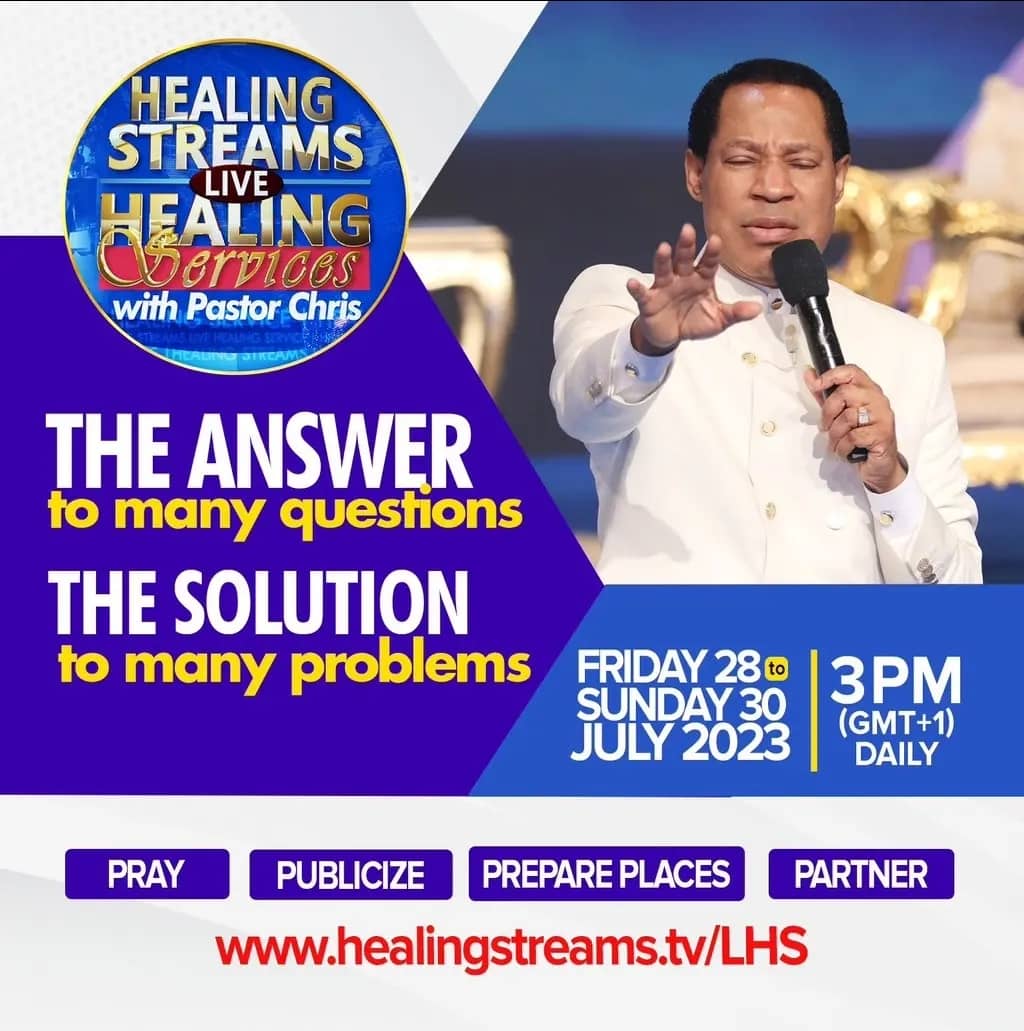 HEALING
STREAMS
LIVE
HEALING
Services
with Pastor Chris
HEALING STREAMS
THE ANSWER
to many questions
THE SOLUTION
to many problems
FRIDAY 28 to
SUNDAY 30
JULY 2023
3PM
(GMT+1)
DAILY
PRAY
PUBLICIZE
PREPARE PLACES
PARTNER
www.healingstreams.tv/LHS